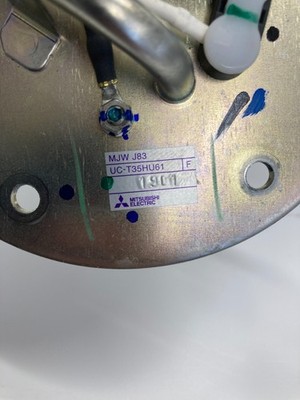 MJW J83
UC-T35HU61 E
1901
MITSUBISHI
ELECTRIC